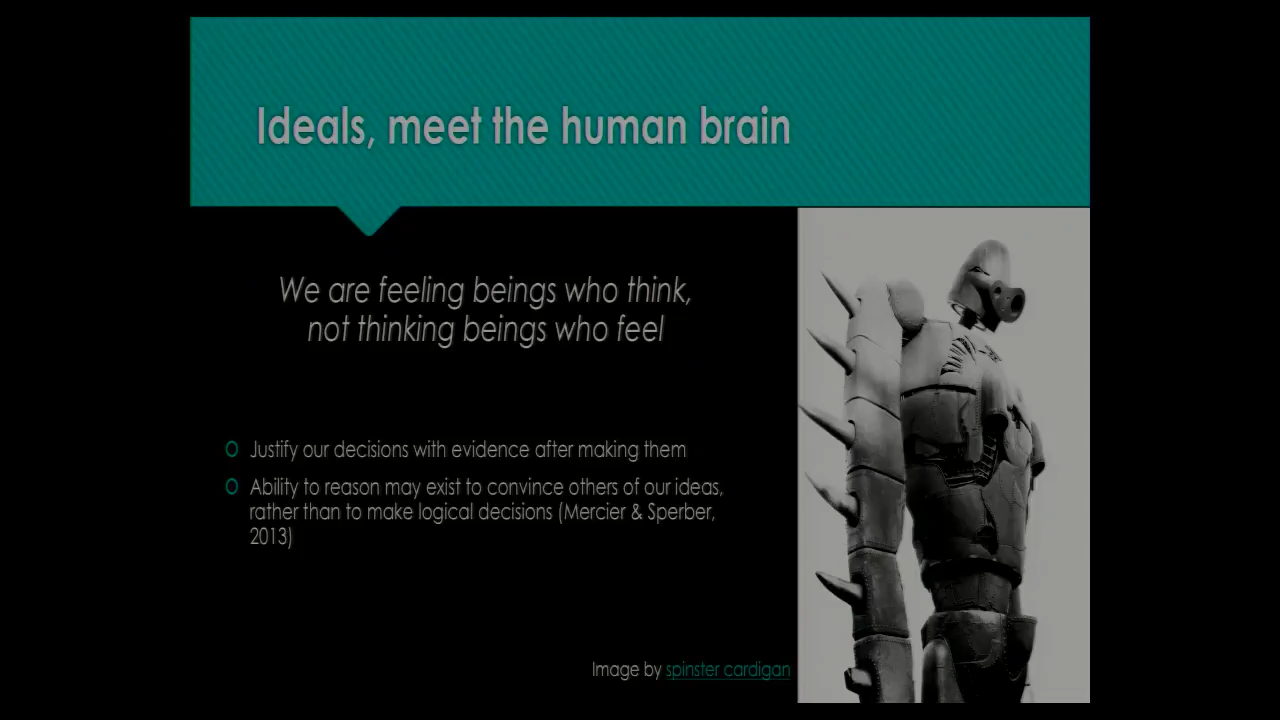 Ideals, meet the human brain
We are feeling beings who think,
not thinking beings who feel
Justify our decisions with evidence after making them
Ability to reason may exist to convince others of our ideas,
rather than to make logical decisions (Mercier & Sperber,
2013)
Image by spinster cardigan